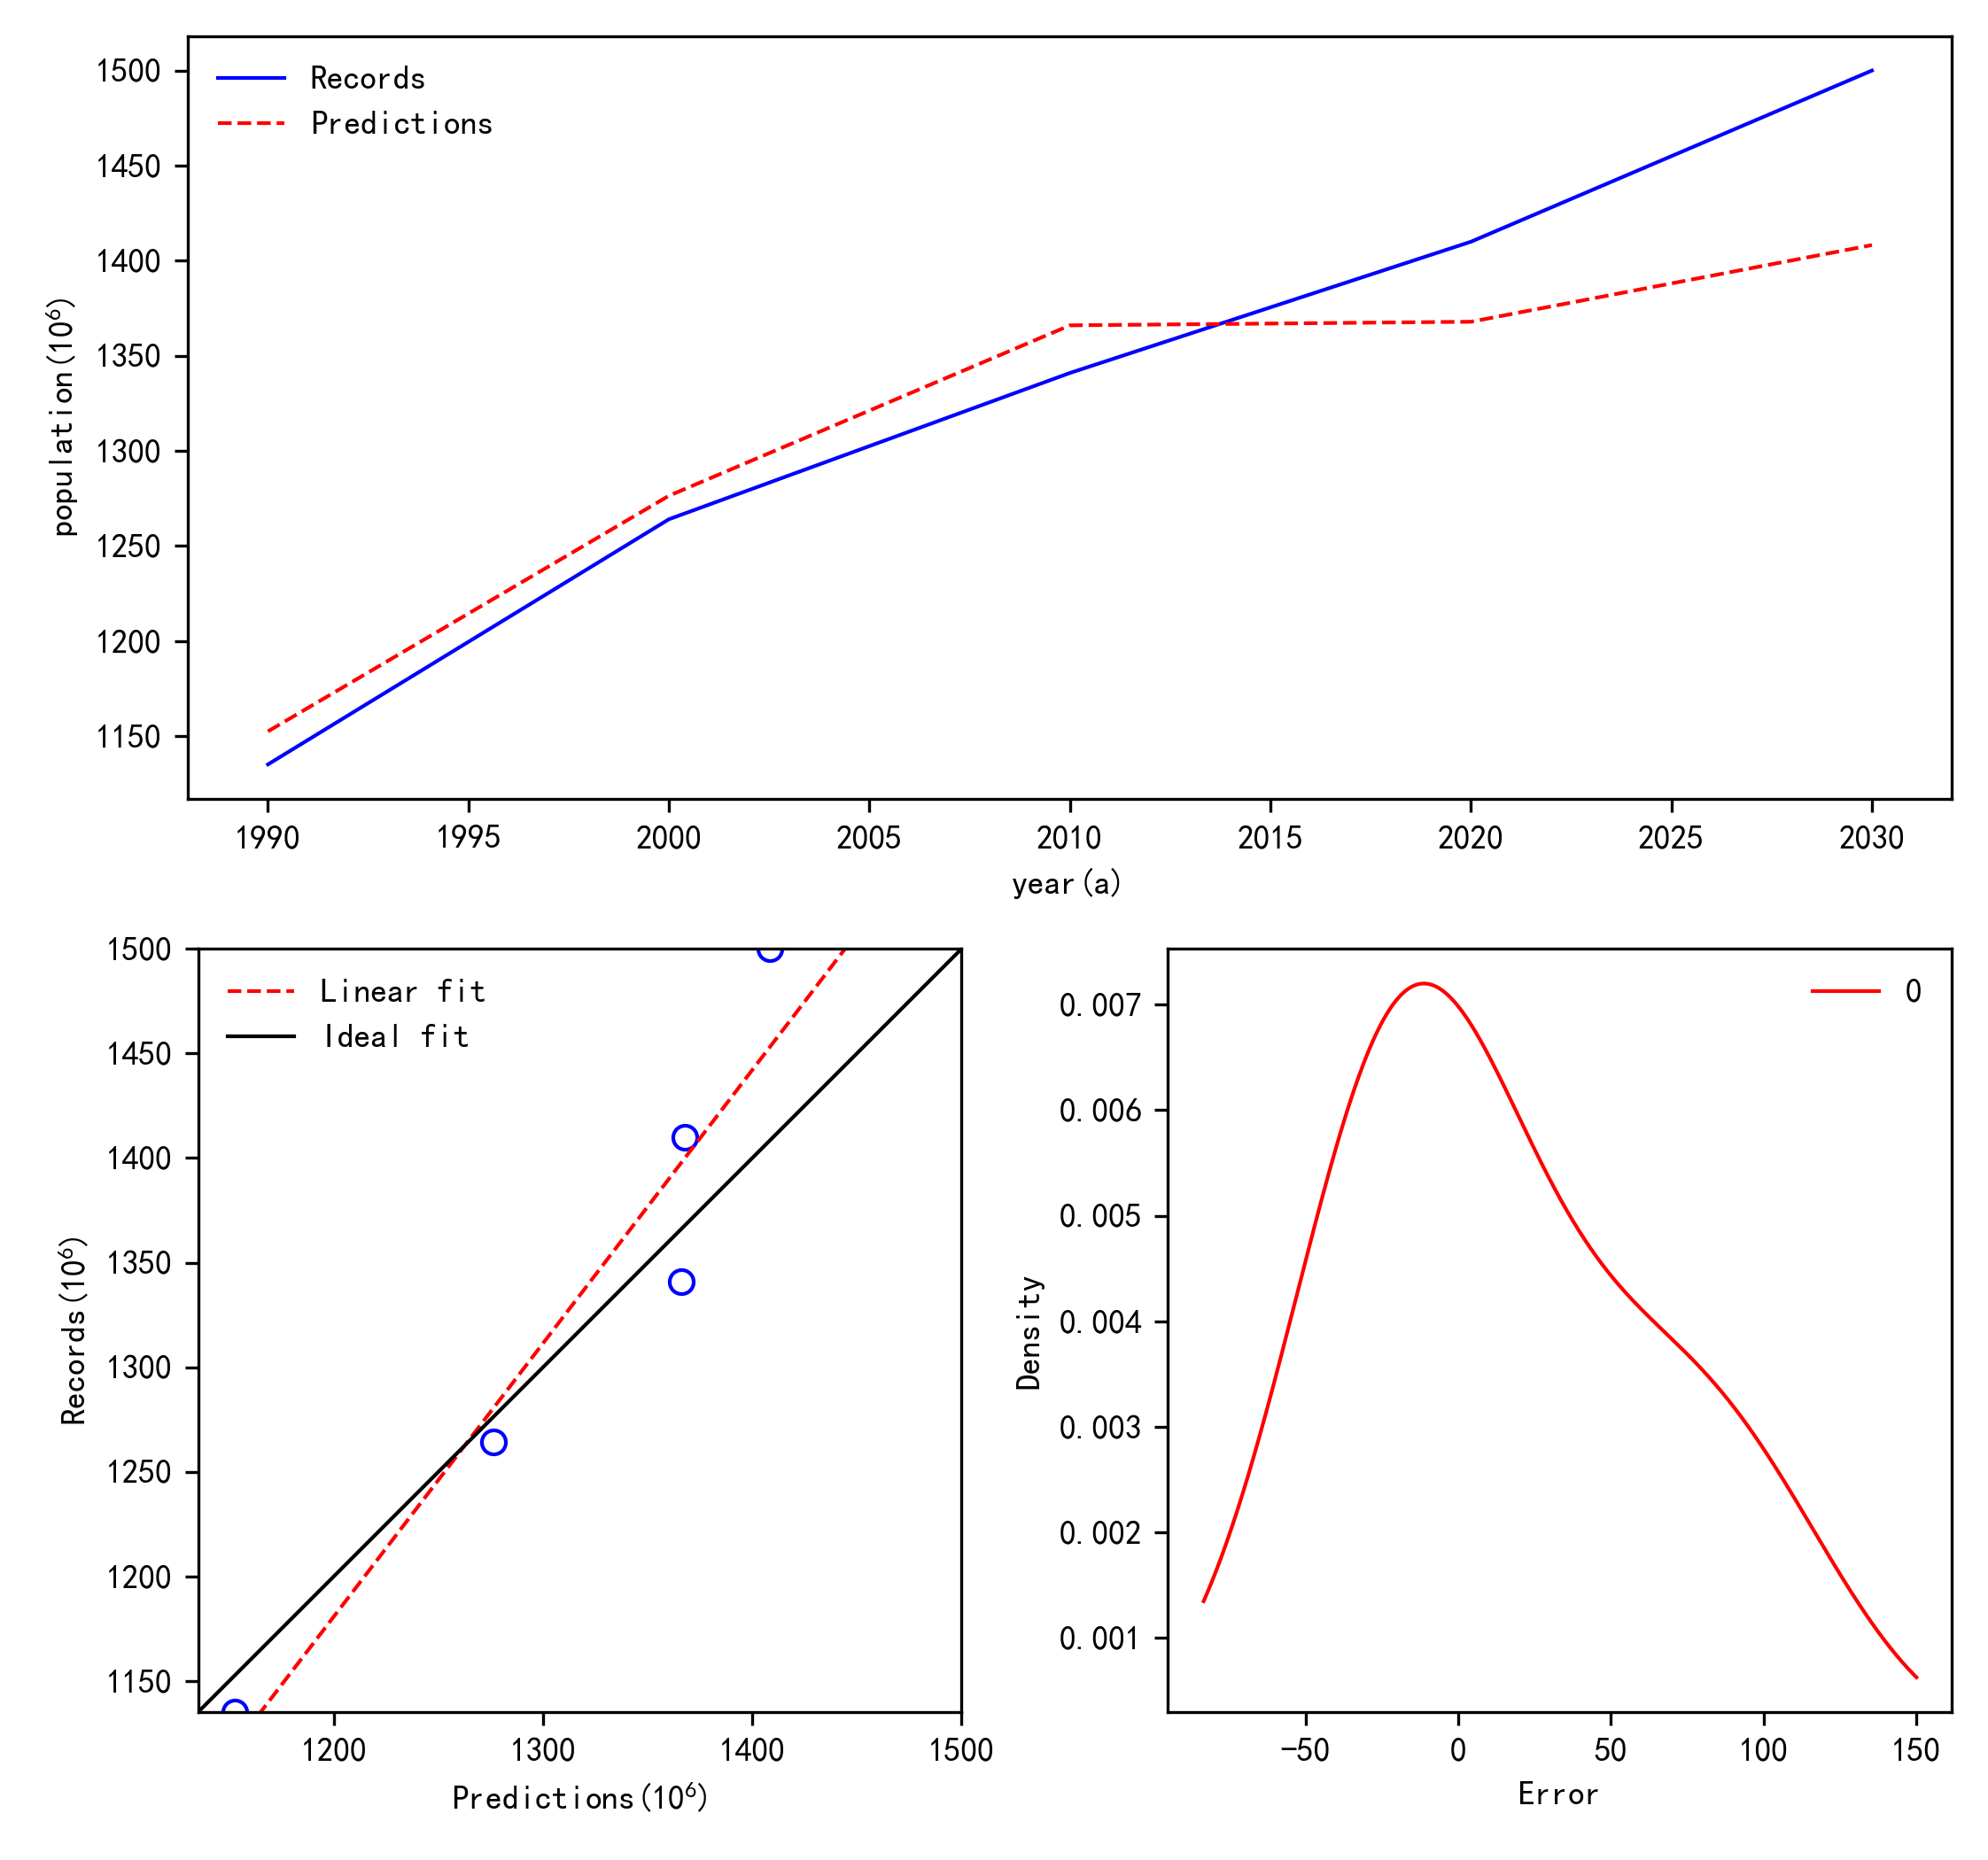 Records
Predictions
1500
1450
1400
1350
1300
1250
1200
1150
population(10⁶)
1990 1995 2000 2005 2010 2015 2020 2025 2030
year(a)
Linear fit
Ideal fit
1500
1450
1400
1350
1300
1250
1200
1150
Records(10⁶)
1200 1300 1400 1500
Predictions(10⁶)
0
0.007
0.006
0.005
0.004
0.003
0.002
0.001
Density
−50 0 50 100 150
Error